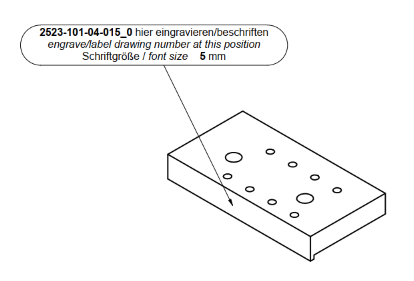 2523-101-04-015_0 hier eingravieren/beschriften
engrave/label drawing number at this position
Schriftgröße / font size 5 mm